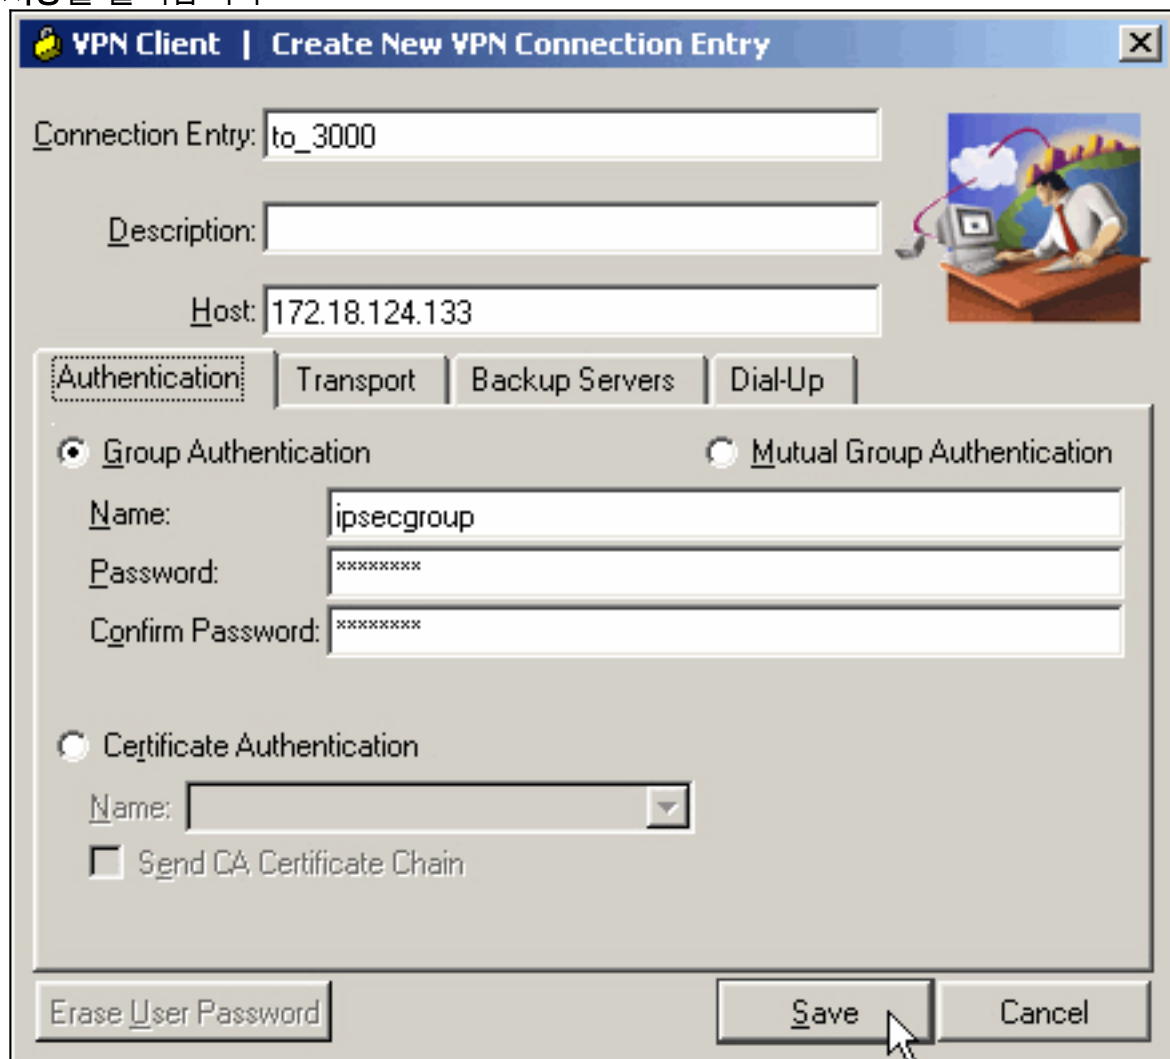 VPN Client | Create New VPN Connection Entry
Connection Entry: to_3000
Description:
Host: 172.18.124.133
Authentication Transport Backup Servers Dial-Up
Group Authentication Mutual Group Authentication
Name: ipsecgroup
Password: ********
Confirm Password: ********
Certificate Authentication
Name:
Send CA Certificate Chain
Erase User Password Save Cancel